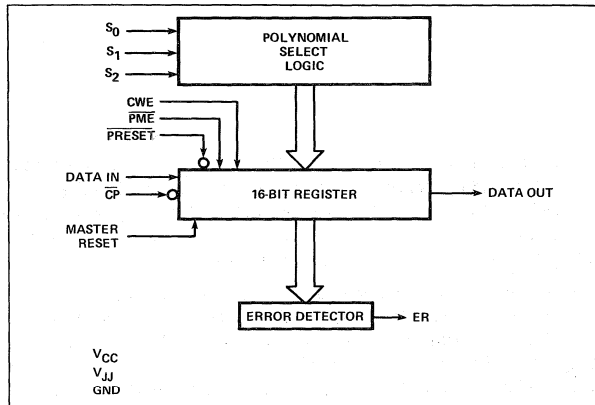 S0
S1
S2
POLYNOMIAL
SELECT
LOGIC
CWE
PME
PRESET
DATA IN
CP
MASTER
RESET
16-BIT REGISTER
DATA OUT
ERROR DETECTOR
ER
VCC
VJJ
GND